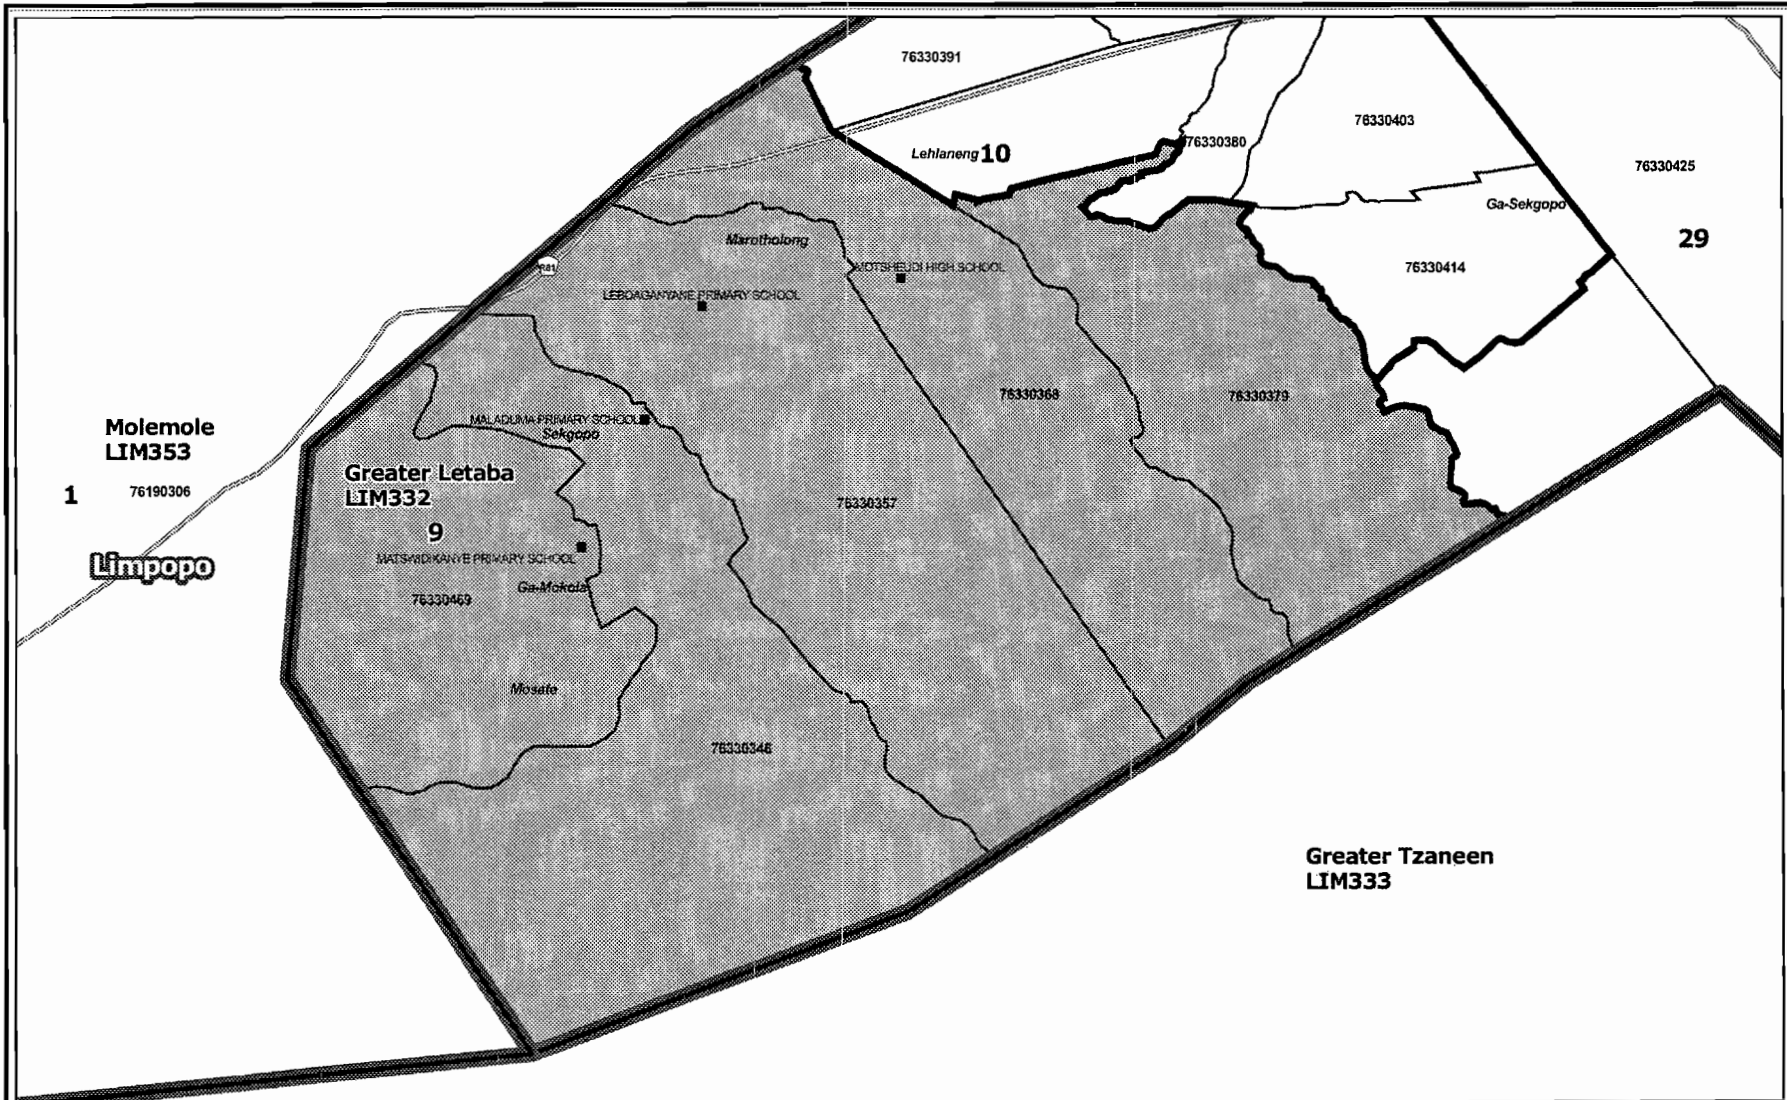 76330391
76330403
76330380
Lehlaneng 10
76330425
Ga-Sekgopo
29
Marotholong
76330414
MOTSHEUDI HIGH SCHOOL
R81
LEBOAGANYANE PRIMARY SCHOOL
76330368
76330379
MALADUMA PRIMARY SCHOOL
Sekgopo
Molemole
LIM353
1
76190306
Greater Letaba
LIM332
9
76330357
MATSWIDIKANYE PRIMARY SCHOOL
Limpopo
Ga-Mokola
76330469
Mosate
76330346
Greater Tzaneen
LIM333